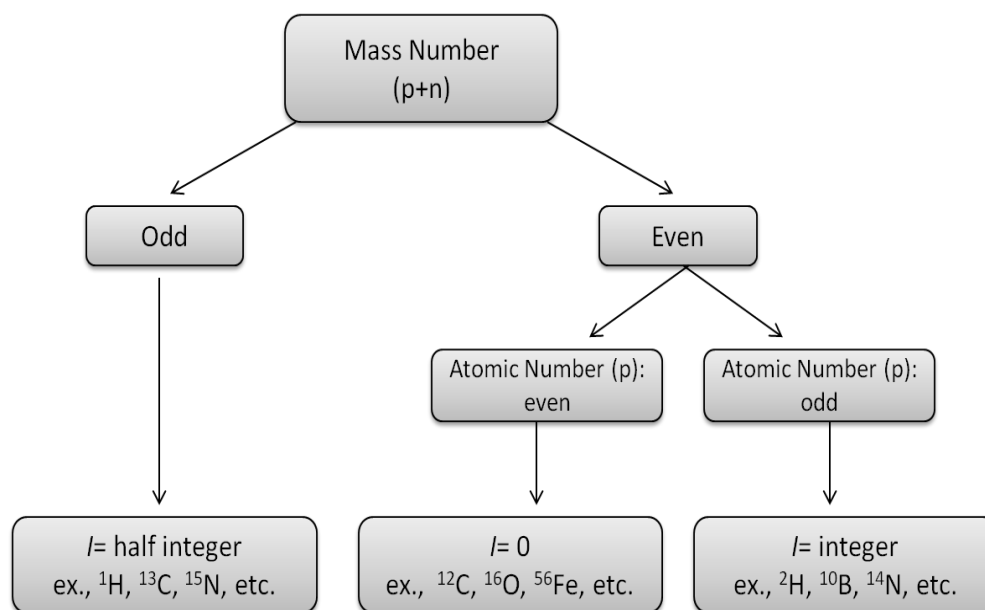 Mass Number
(p+n)
Odd
Even
Atomic Number (p):
even
Atomic Number (p):
odd
I= half integer
ex., ¹H, ¹³C, ¹⁵N, etc.
I= 0
ex., ¹²C, ¹⁶O, ⁵⁶Fe, etc.
I= integer
ex., ²H, ¹⁰B, ¹⁴N, etc.